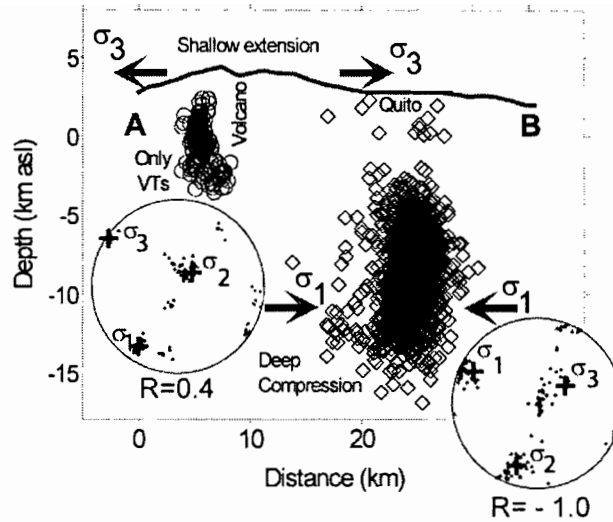 σ3
Shallow extension
σ3
5
A
Volcano
Quito
B
0
Only
VTs
-5
σ3
σ2
σ1
σ1
-10
σ1
R=0.4
Deep
Compression
σ1
σ3
σ2
-15
R= - 1.0
0
20
40
Depth (km asl)
Distance (km)